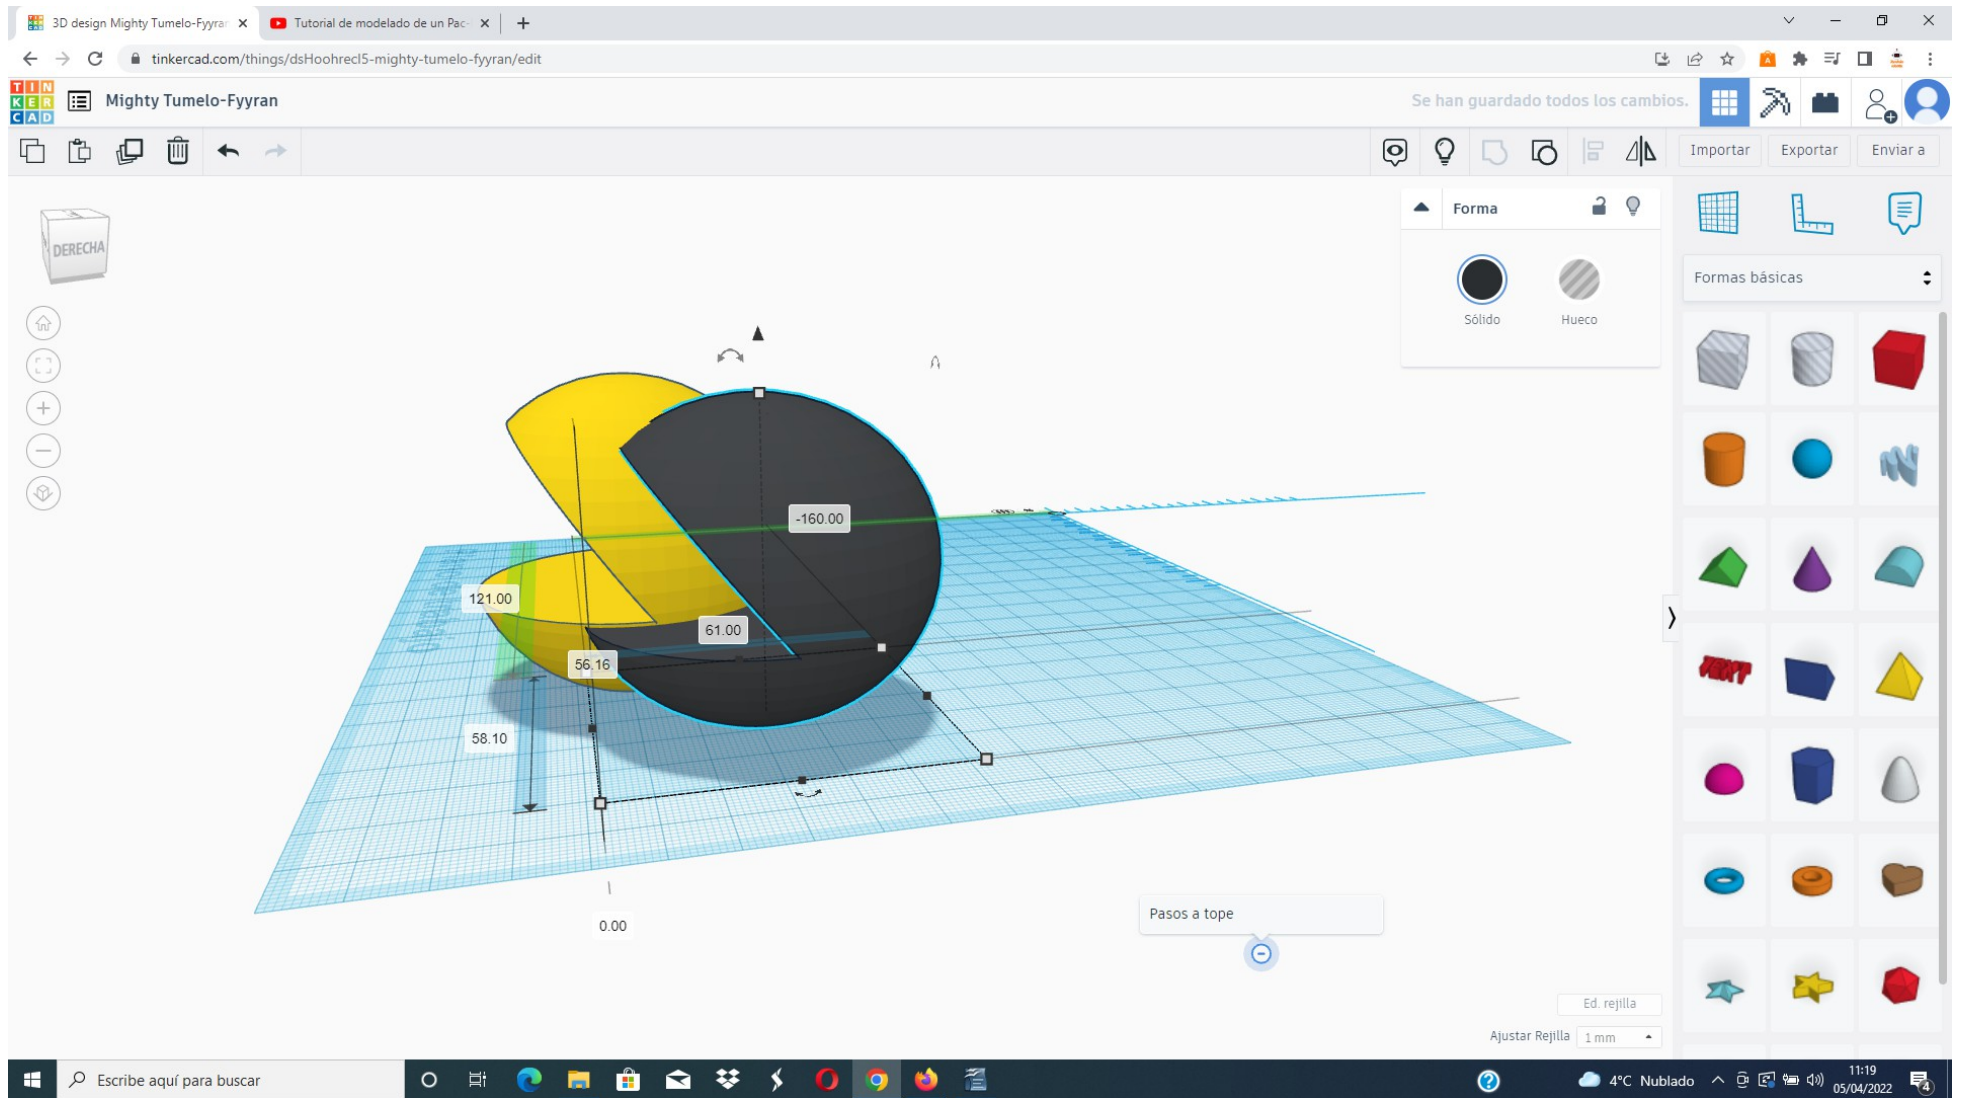 3D design Mighty Tumelo-Fyyran
Tutorial de modelado de un Pac-
tinkercad.com/things/dsHoohrecl5-mighty-tumelo-fyyran/edit
TIN
KER
CAD
Mighty Tumelo-Fyyran
Se han guardado todos los cambios.
Importar
Exportar
Enviar a
DERECHA
Forma
Sólido
Hueco
Formas básicas
TEXT
-160.00
121.00
61.00
56.16
58.10
0.00
Pasos a tope
Ed. rejilla
Ajustar Rejilla
1 mm
Escribe aquí para buscar
4°C Nublado
11:19
05/04/2022
4